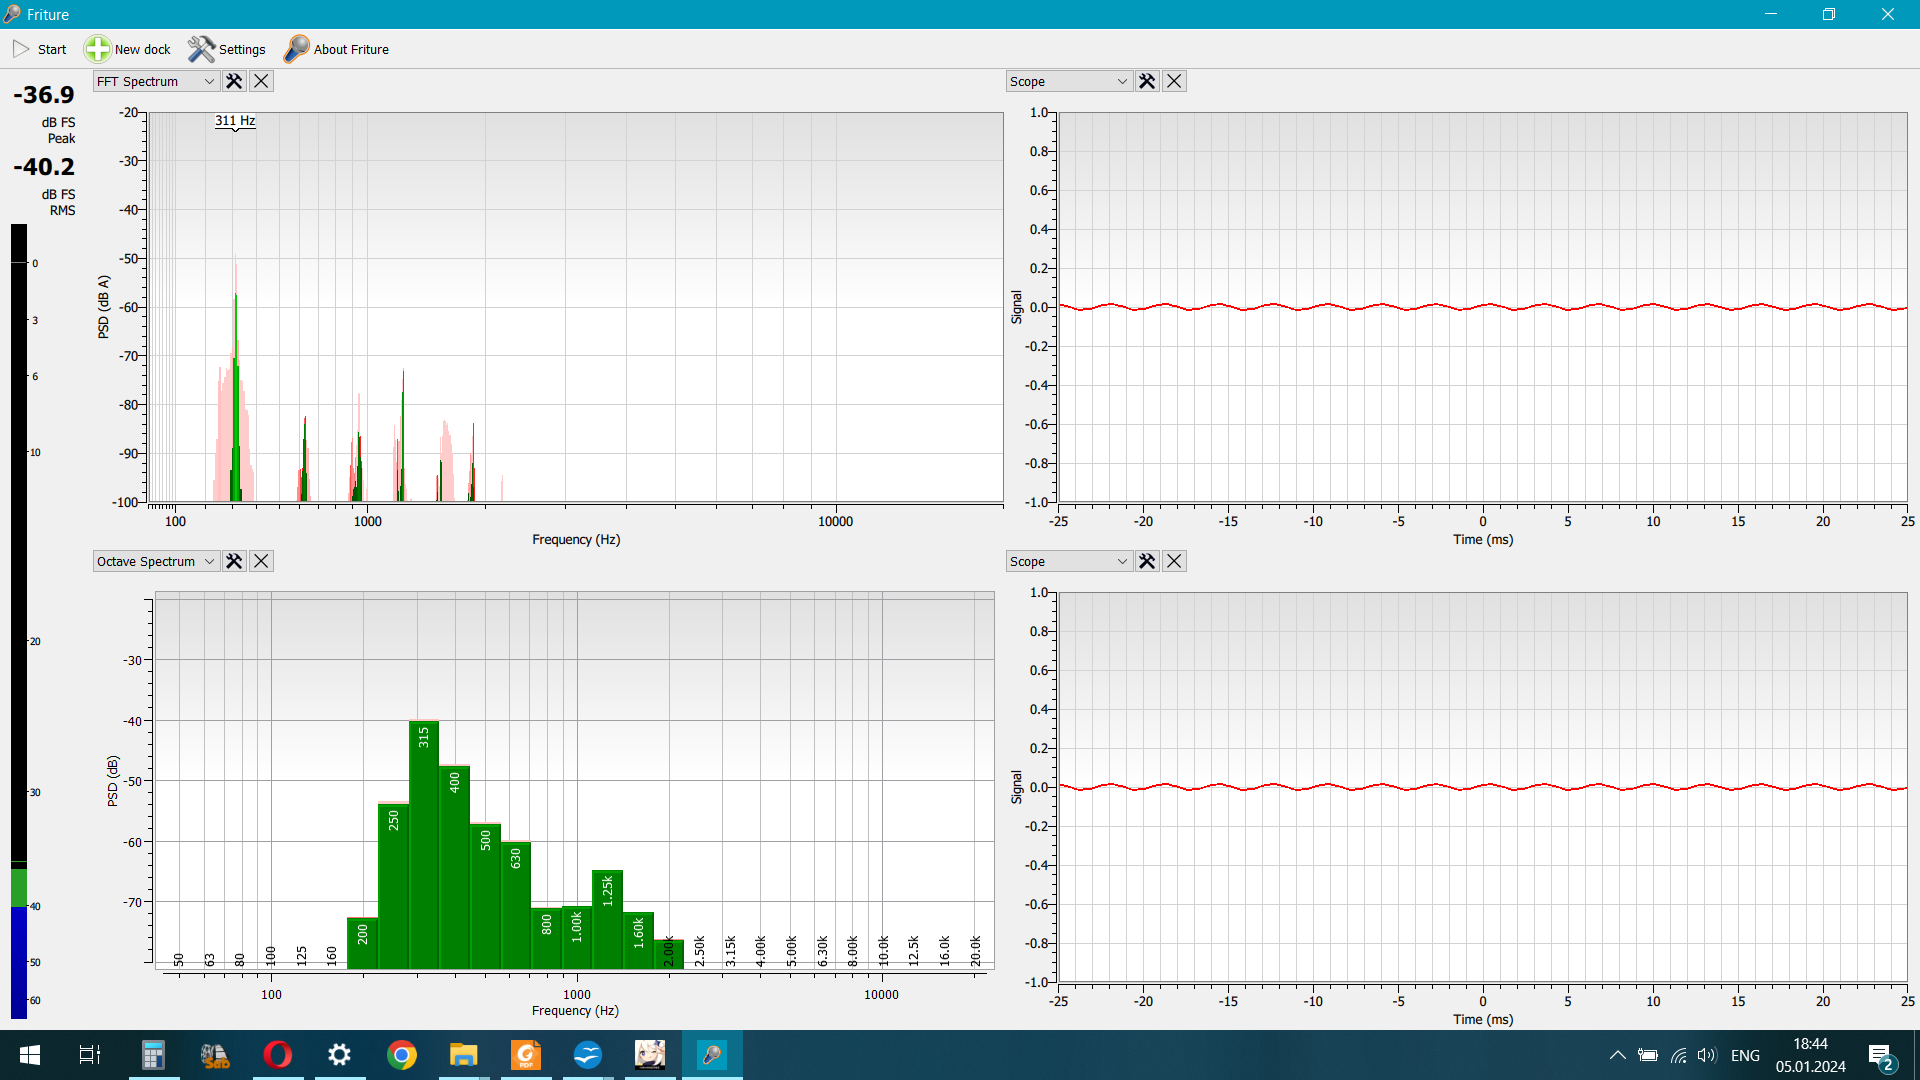 Friture
Start New dock Settings About Friture
-36.9
dB FS
Peak
-40.2
dB FS
RMS
0
3
6
10
20
30
40
50
60
FFT Spectrum
311 Hz
-20
-30
-40
-50
-60
-70
-80
-90
-100
PSD (dB A)
100 1000 10000
Frequency (Hz)
Scope
1.0
0.8
0.6
0.4
0.2
0.0
-0.2
-0.4
-0.6
-0.8
-1.0
Signal
-25 -20 -15 -10 -5 0 5 10 15 20 25
Time (ms)
Octave Spectrum
-30
-40
-50
-60
-70
PSD (dB)
50 63 80 100 125 160 200 250 315 400 500 630 800 1.00k 1.25k 1.60k 2.00k 2.50k 3.15k 4.00k 5.00k 6.30k 8.00k 10.0k 12.5k 16.0k 20.0k
100 1000 10000
Frequency (Hz)
Scope
1.0
0.8
0.6
0.4
0.2
0.0
-0.2
-0.4
-0.6
-0.8
-1.0
Signal
-25 -20 -15 -10 -5 0 5 10 15 20 25
Time (ms)
PDF
ENG
18:44
05.01.2024
2